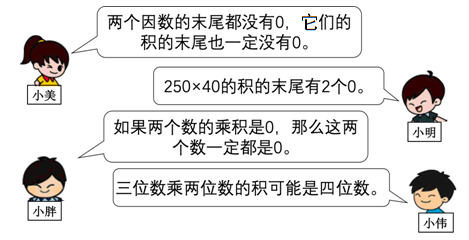 两个因数的末尾都没有0，它们的
积的末尾也一定没有0。
小美
250×40的积的末尾有2个0。
小明
如果两个数的乘积是0，那么这两
个数一定都是0。
小胖
三位数乘两位数的积可能是四位数。
小伟